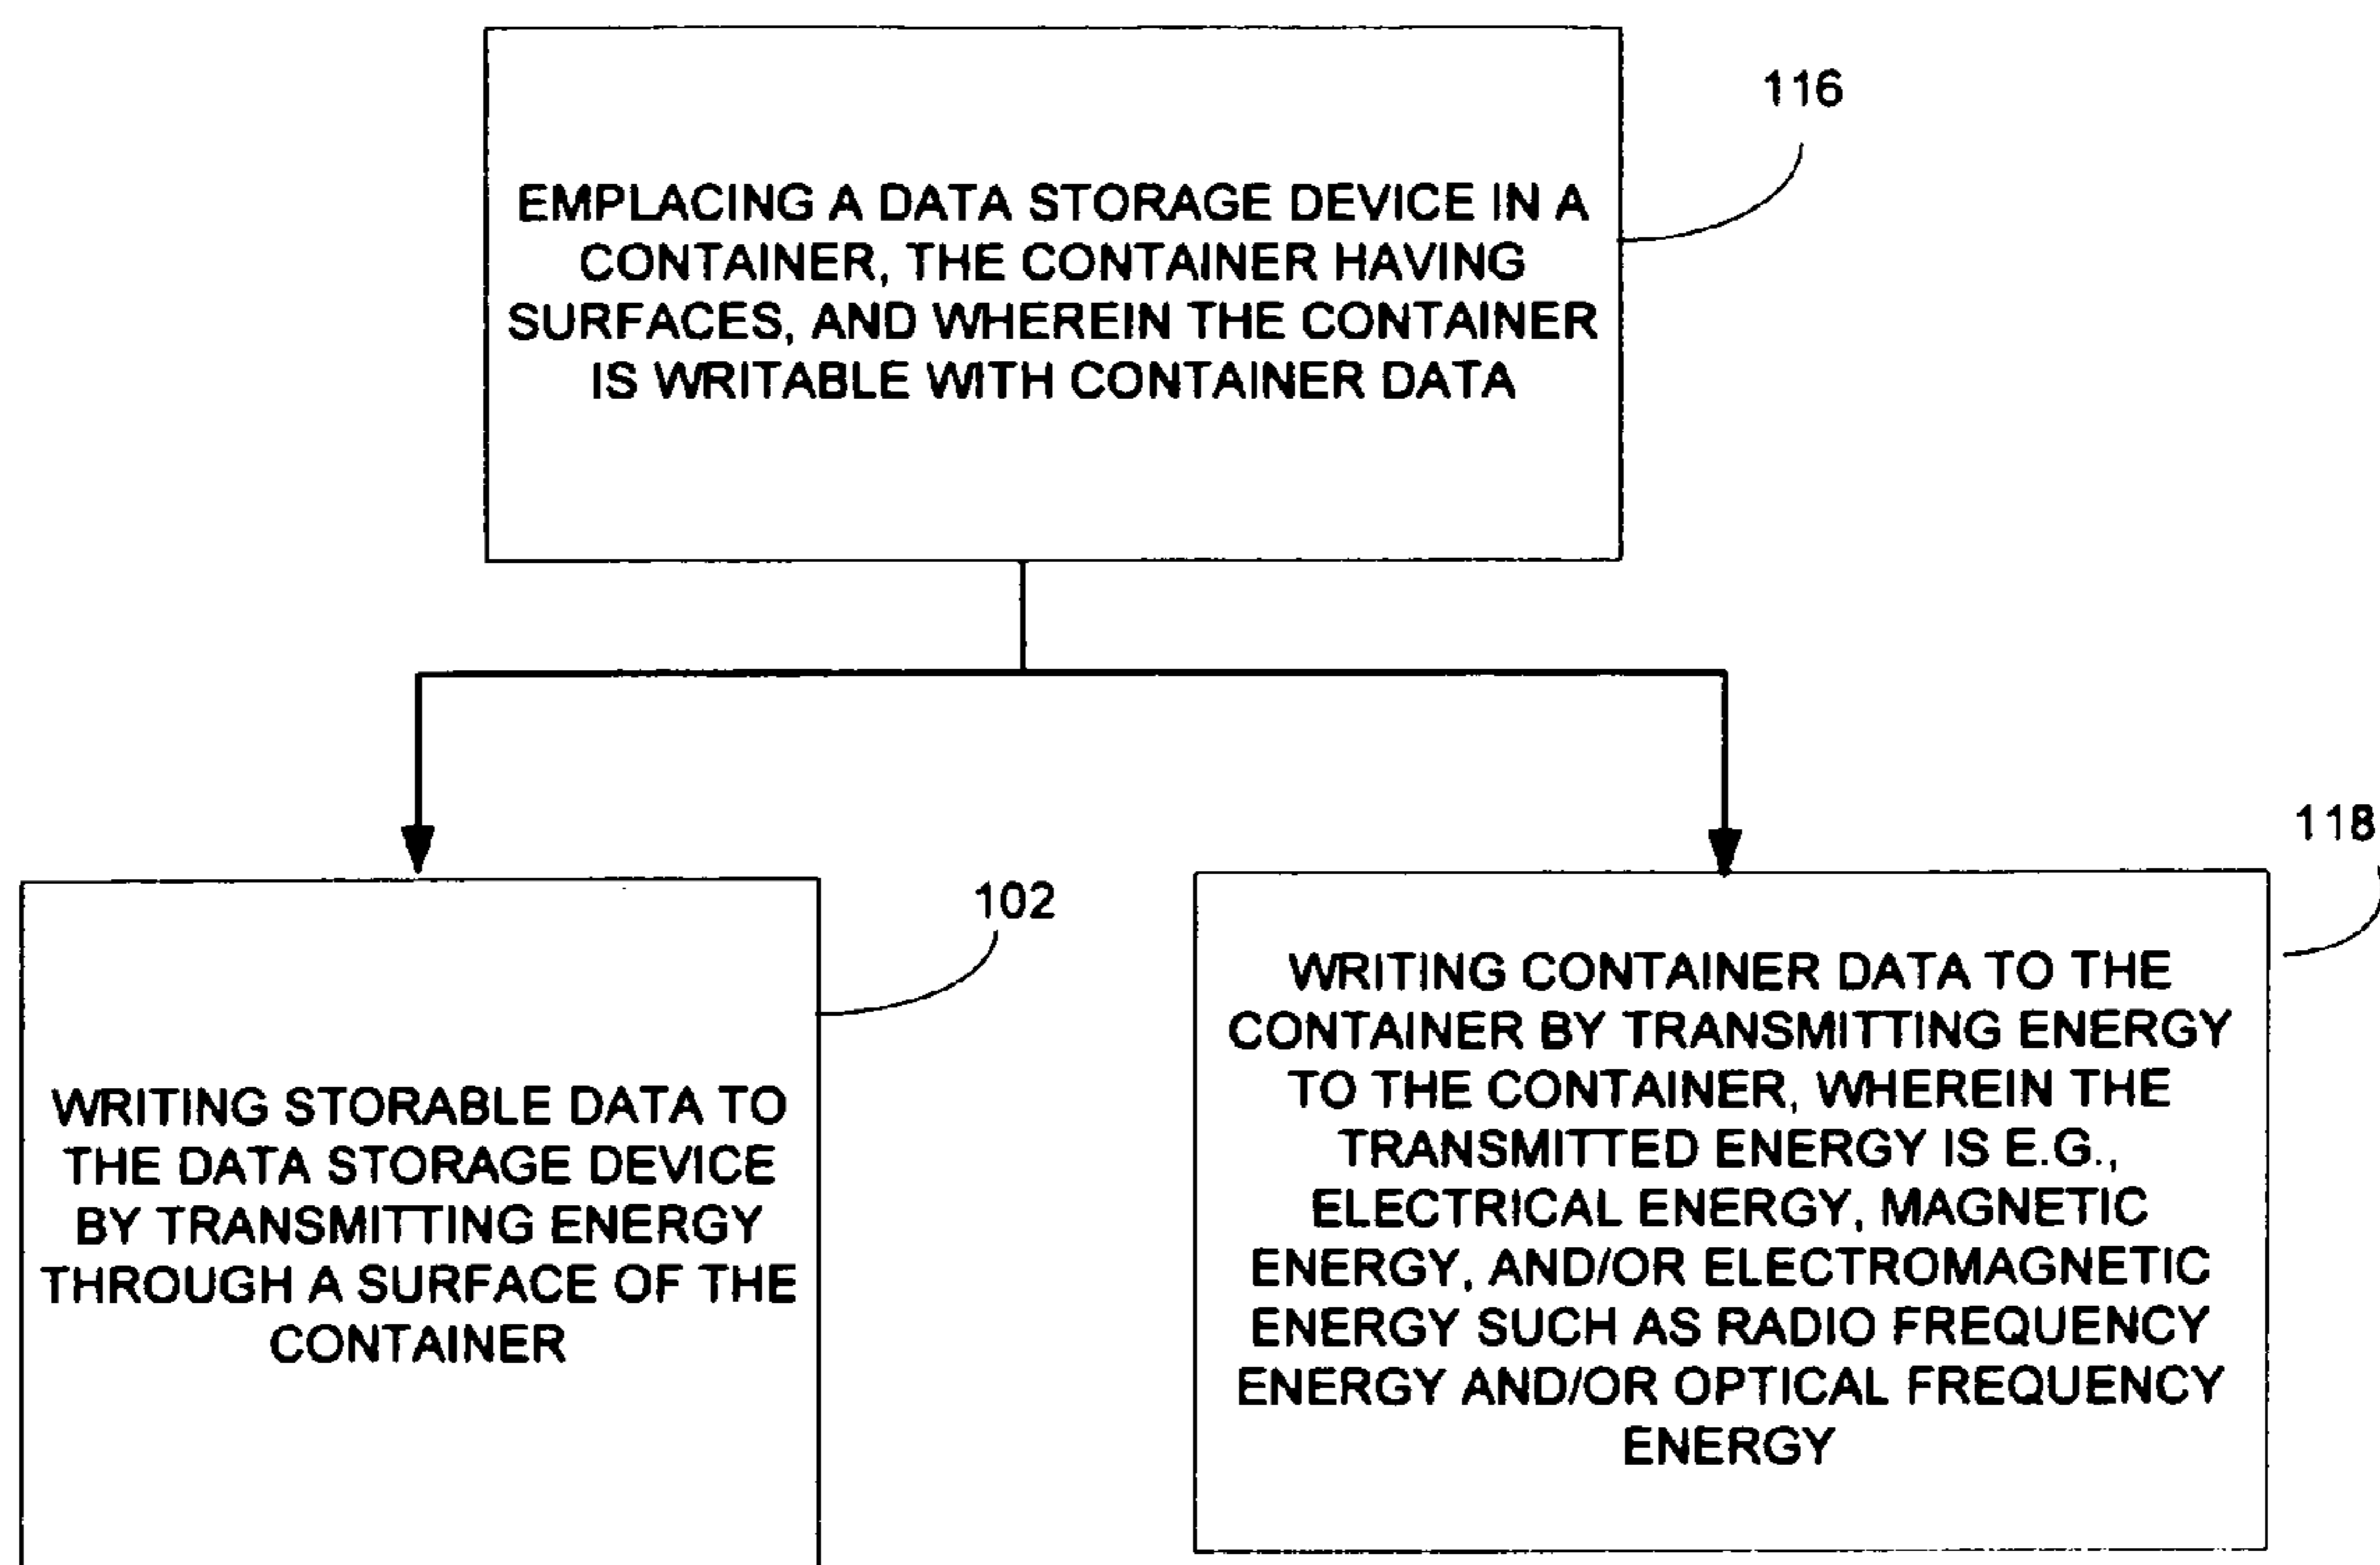 116
EMPLACING A DATA STORAGE DEVICE IN A
CONTAINER, THE CONTAINER HAVING
SURFACES, AND WHEREIN THE CONTAINER
IS WRITABLE WITH CONTAINER DATA
102
WRITING STORABLE DATA TO
THE DATA STORAGE DEVICE
BY TRANSMITTING ENERGY
THROUGH A SURFACE OF THE
CONTAINER
118
WRITING CONTAINER DATA TO THE
CONTAINER BY TRANSMITTING ENERGY
TO THE CONTAINER, WHEREIN THE
TRANSMITTED ENERGY IS E.G.,
ELECTRICAL ENERGY, MAGNETIC
ENERGY, AND/OR ELECTROMAGNETIC
ENERGY SUCH AS RADIO FREQUENCY
ENERGY AND/OR OPTICAL FREQUENCY
ENERGY